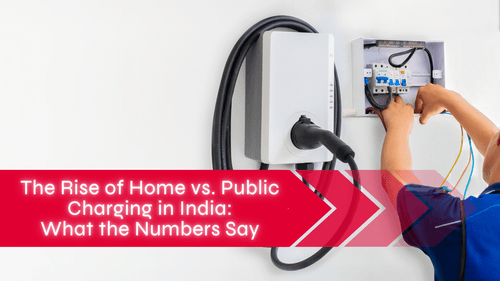 The Rise of Home vs. Public
Charging in India:
What the Numbers Say